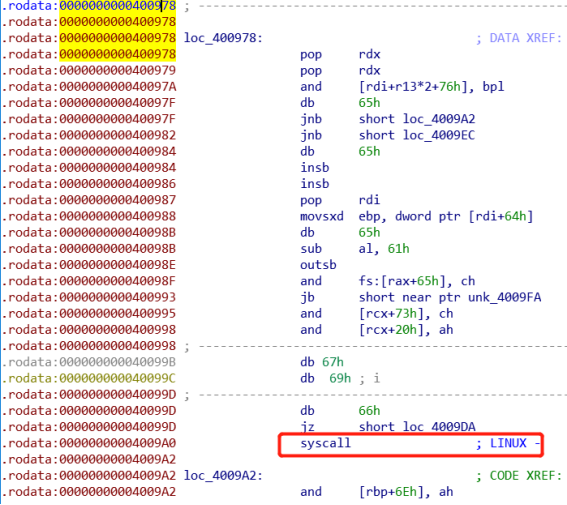 .rodata:0000000000400978 ; ----------------------------------------------
.rodata:0000000000400978
.rodata:0000000000400978 loc_400978: ; DATA XREF:
.rodata:0000000000400978 pop rdx
.rodata:0000000000400979 pop rdx
.rodata:000000000040097A and [rdi+r13*2+76h], bpl
.rodata:000000000040097F db 65h
.rodata:000000000040097F jnb short loc_4009A2
.rodata:0000000000400982 jnb short loc_4009EC
.rodata:0000000000400984 db 65h
.rodata:0000000000400984 insb
.rodata:0000000000400986 insb
.rodata:0000000000400987 pop rdi
.rodata:0000000000400988 movsxd ebp, dword ptr [rdi+64h]
.rodata:000000000040098B db 65h
.rodata:000000000040098B sub al, 61h
.rodata:000000000040098E outsb
.rodata:000000000040098F and fs:[rax+65h], ch
.rodata:0000000000400993 jb short near ptr unk_4009FA
.rodata:0000000000400995 and [rcx+73h], ch
.rodata:0000000000400998 and [rcx+20h], ah
.rodata:0000000000400998 ; ----------------------------------------------
.rodata:000000000040099B db 67h
.rodata:000000000040099C db 69h ; i
.rodata:000000000040099D ; ----------------------------------------------
.rodata:000000000040099D db 66h
.rodata:000000000040099D jz short loc_4009DA
.rodata:00000000004009A0 syscall ; LINUX -
.rodata:00000000004009A2
.rodata:00000000004009A2 loc_4009A2: ; CODE XREF:
.rodata:00000000004009A2 and [rbp+6Eh], ah